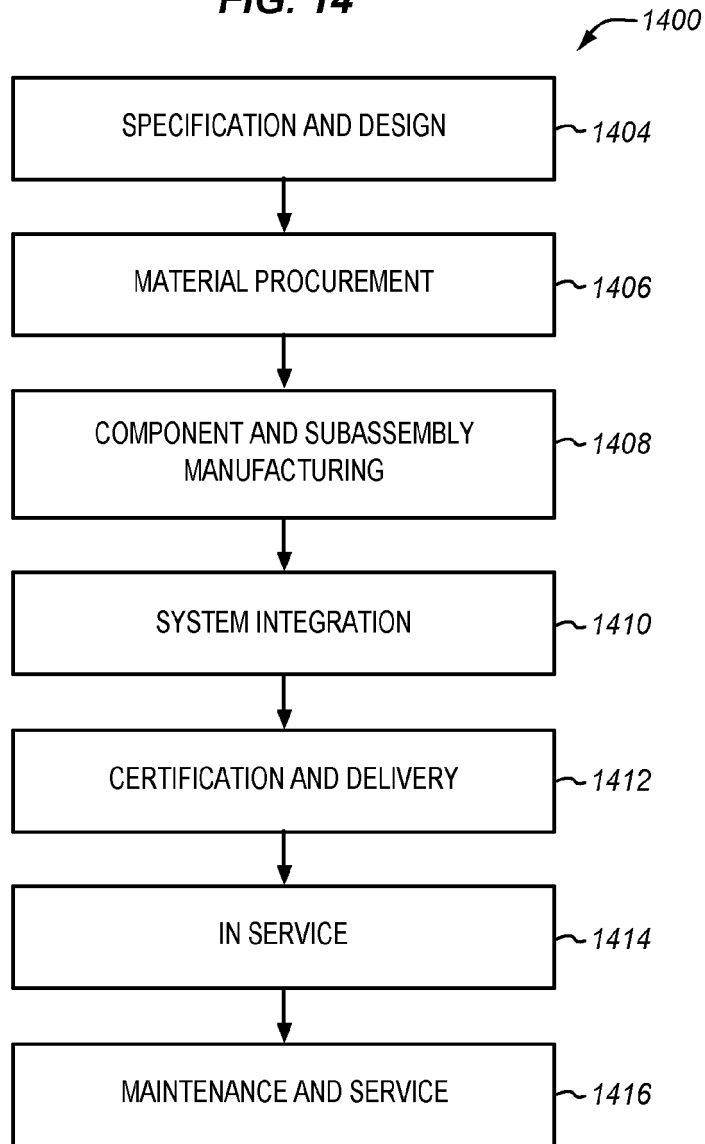 FIG. 14
1400
SPECIFICATION AND DESIGN
1404
MATERIAL PROCUREMENT
1406
COMPONENT AND SUBASSEMBLY
MANUFACTURING
1408
SYSTEM INTEGRATION
1410
CERTIFICATION AND DELIVERY
1412
IN SERVICE
1414
MAINTENANCE AND SERVICE
1416